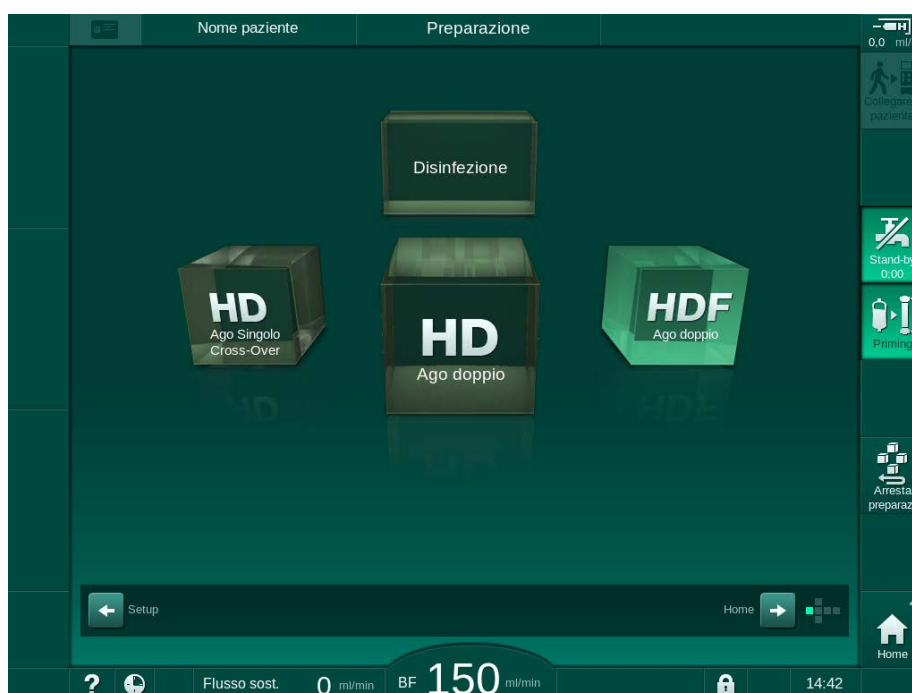 Nome paziente
Preparazione
0,0 ml/
Collegare
paziente
Disinfezione
HD
Ago Singolo
Cross-Over
HD
Ago doppio
HDF
Ago doppio
Stand-by
0:00
Priming
Arresta
preparaz
Setup
Home
Home
?
Flusso sost.
0 ml/min
BF 150 ml/min
14:42